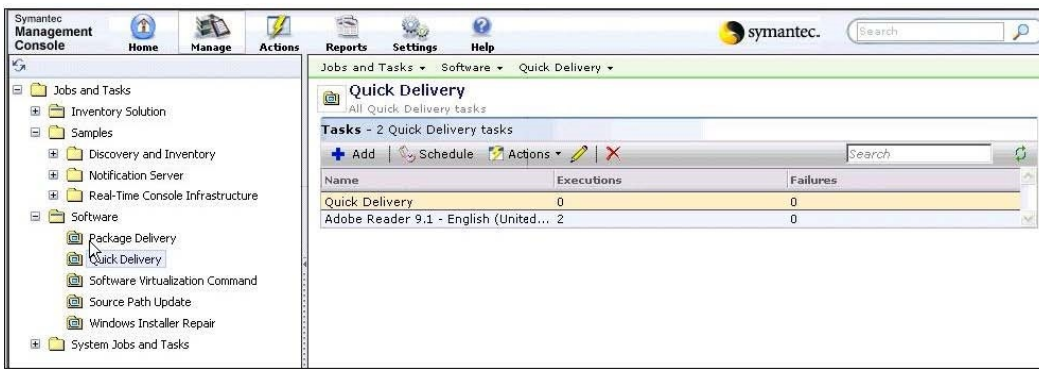 Symantec
Management
Console
Home
Manage
Actions
Reports
Settings
Help
symantec.
Search
Jobs and Tasks
Inventory Solution
Samples
Discovery and Inventory
Notification Server
Real-Time Console Infrastructure
Software
Package Delivery
Quick Delivery
Software Virtualization Command
Source Path Update
Windows Installer Repair
System Jobs and Tasks
Jobs and Tasks Software Quick Delivery
Quick Delivery
All Quick Delivery tasks
Tasks - 2 Quick Delivery tasks
Add | Schedule Actions | Search
Name Executions Failures
Quick Delivery 0 0
Adobe Reader 9.1 - English (United... 2 0